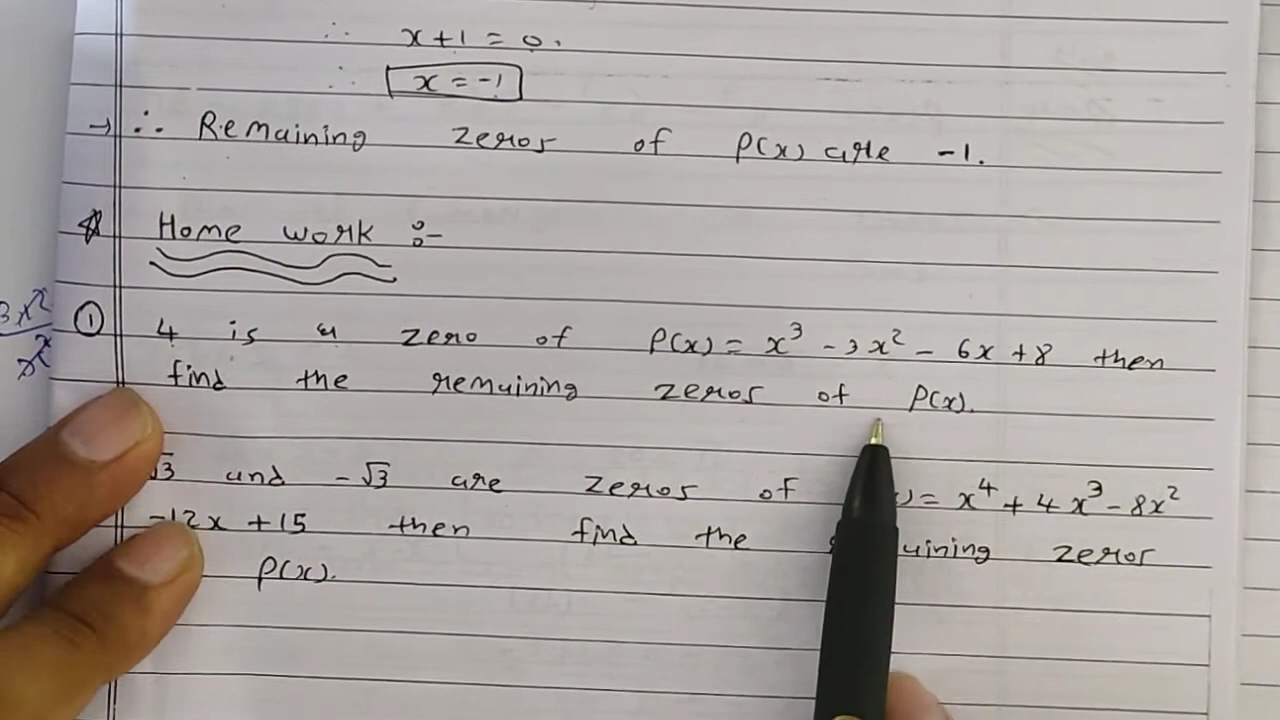 ∴ x+1 = 0.
∴ x = -1
→ ∴ Remaining zeros of P(x) are -1.
Home work :-
① 4 is a zero of P(x) = x³ - 3x² - 6x + 8 then
find the remaining zeros of P(x).
√3 and -√3 are zeros of = x⁴ + 4x³ - 8x²
-12x + 15 then find the zeros
P(x).
3x²